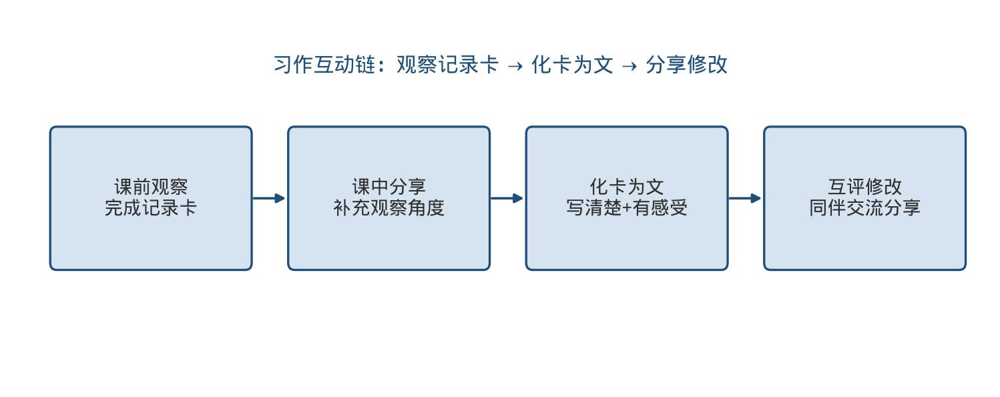 习作互动链：观察记录卡 → 化卡为文 → 分享修改
课前观察
完成记录卡
课中分享
补充观察角度
化卡为文
写清楚+有感受
互评修改
同伴交流分享